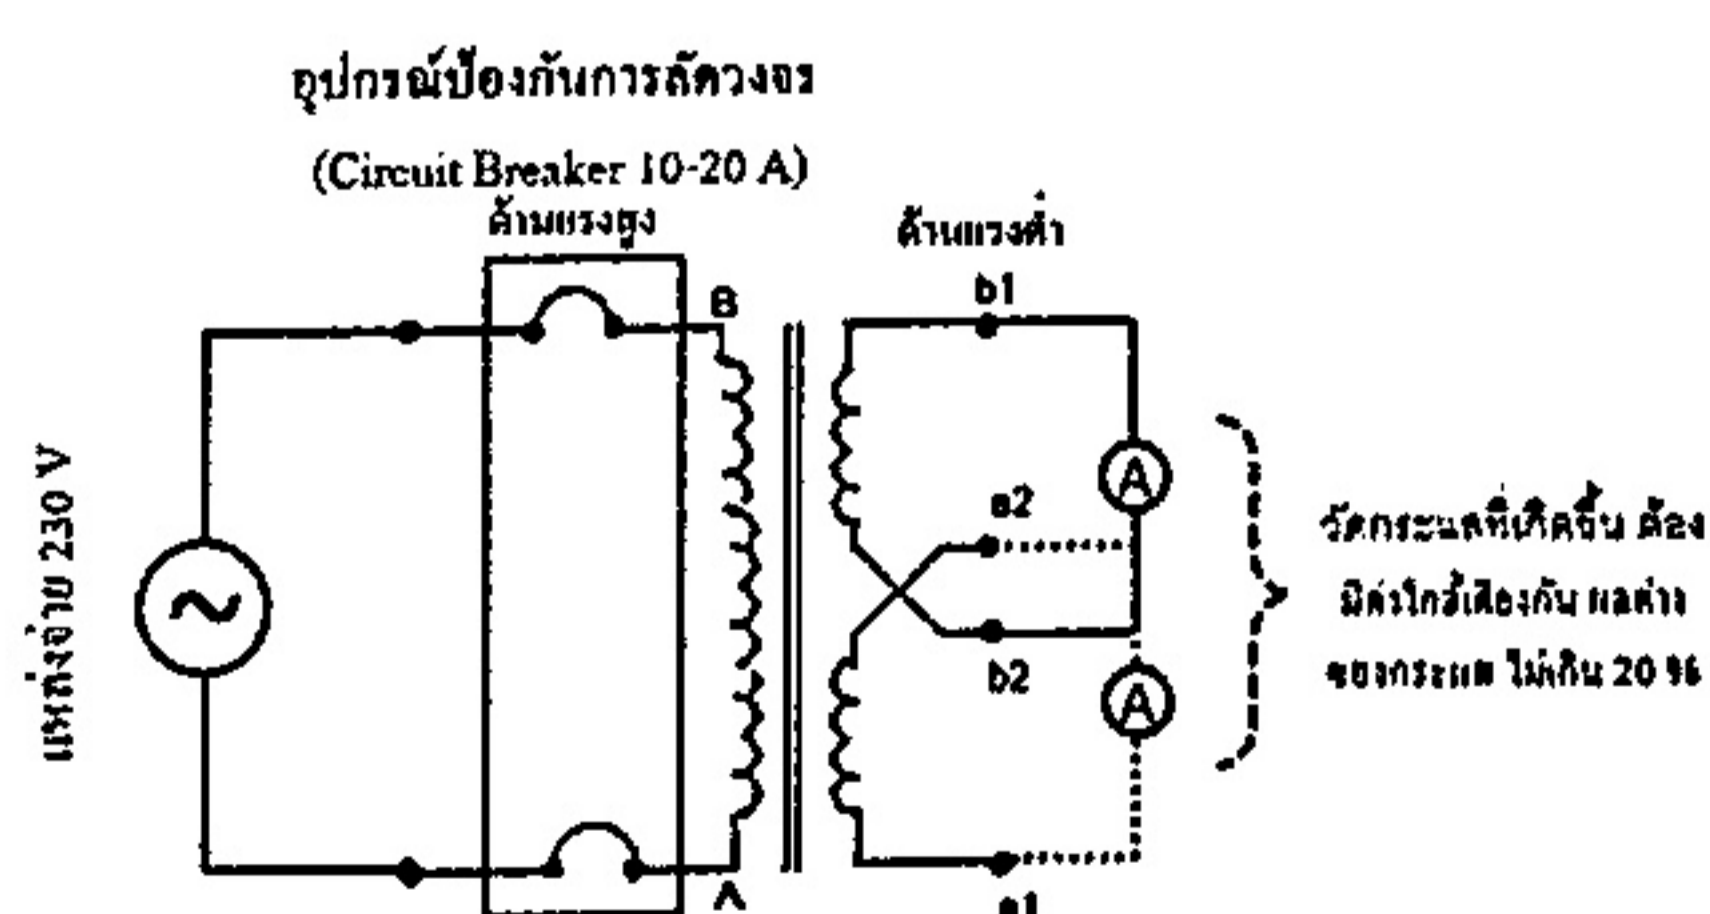 อุปกรณ์ป้องกันการลัดวงจร
(Circuit Breaker 10-20 A)
ด้านแรงสูง
ด้านแรงต่ำ
B
b1
A
a2
แหล่งจ่าย 230 V
วัดกระแสที่เกิดขึ้น ต้อง
มีค่าใกล้เคียงกัน ผลต่าง
ของกระแส ไม่เกิน 20 %
b2
A
A
a1